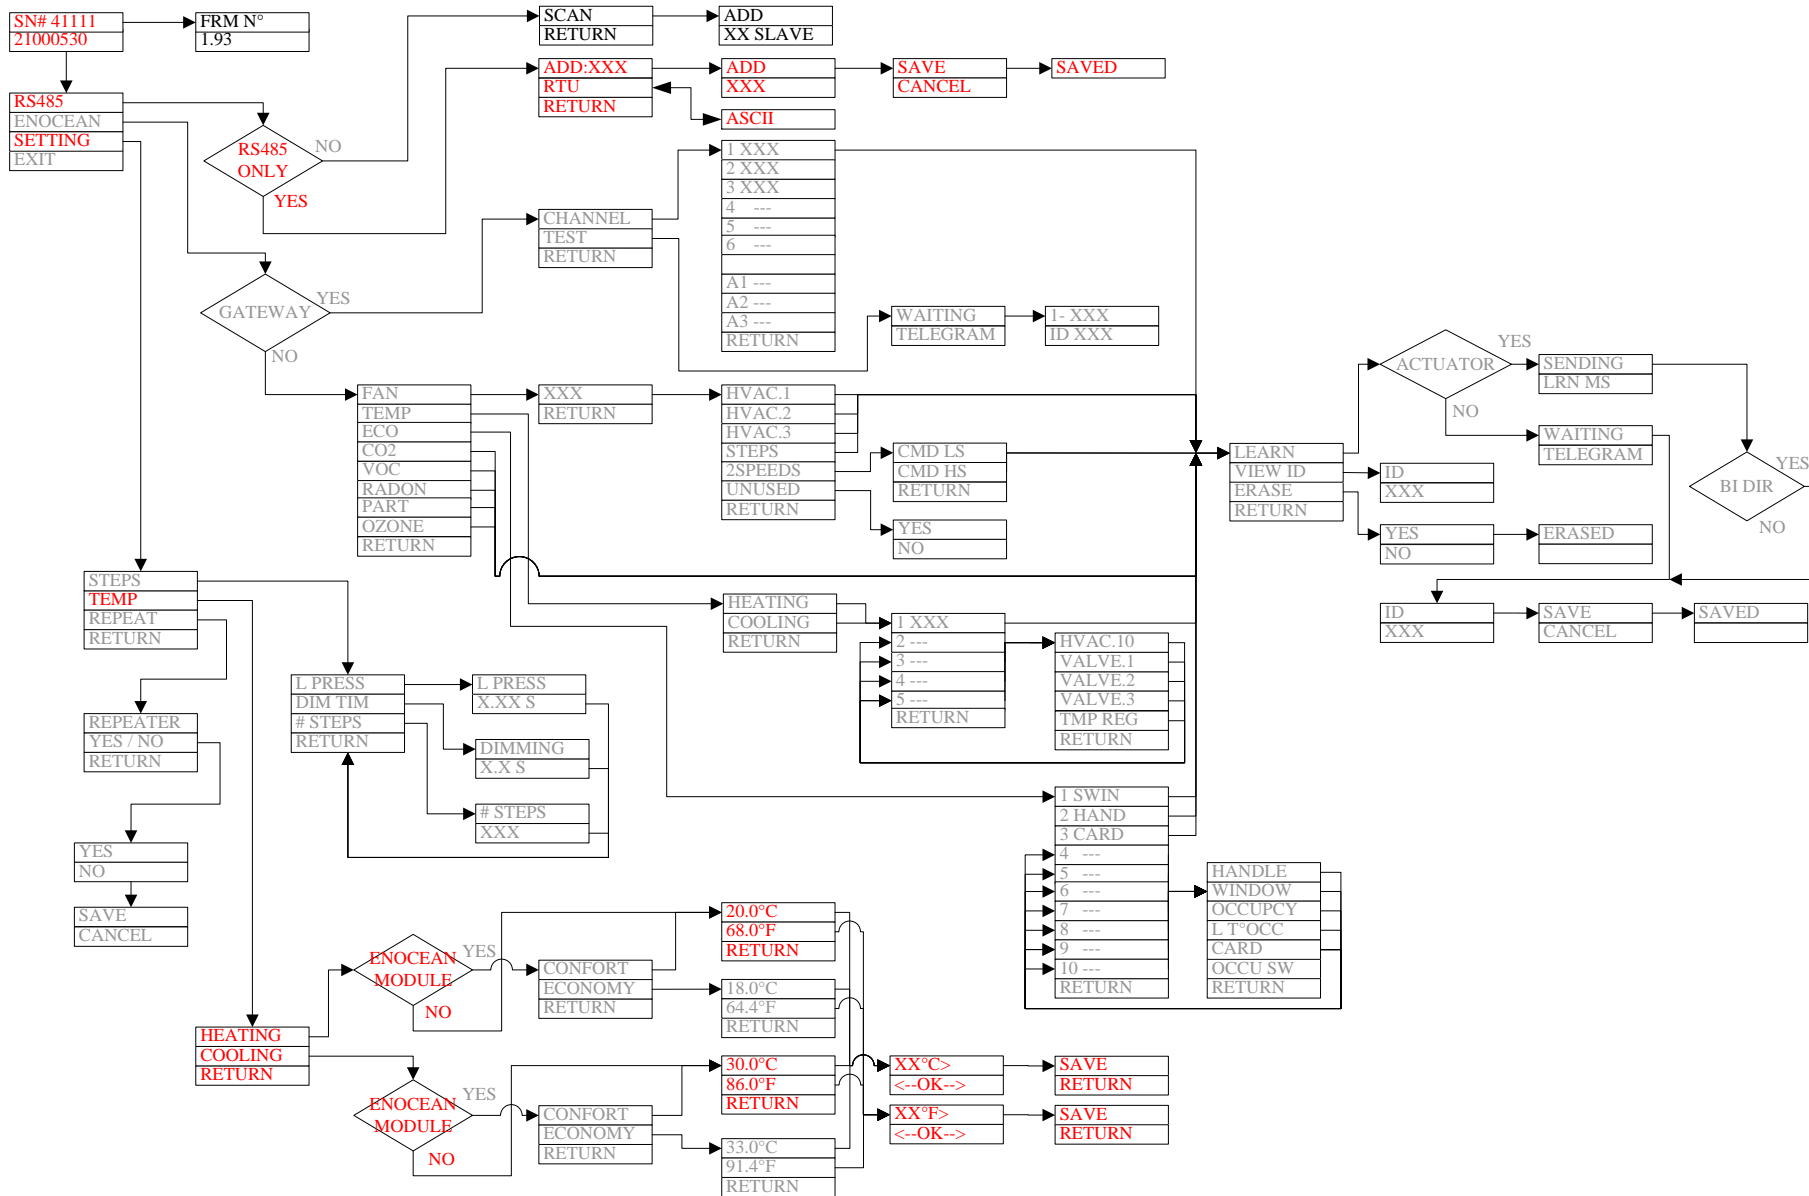 SN# 41111
21000530
FRM N°
1.93
SCAN
RETURN
ADD
XX SLAVE
RS485
ENOCEAN
SETTING
EXIT
RS485
ONLY
NO
YES
ADD:XXX
RTU
RETURN
ADD
XXX
SAVE
CANCEL
SAVED
ASCII
CHANNEL
TEST
RETURN
1 XXX
2 XXX
3 XXX
4 ---
5 ---
6 ---
A1 ---
A2 ---
A3 ---
RETURN
GATEWAY
YES
NO
WAITING
TELEGRAM
1- XXX
ID XXX
FAN
TEMP
ECO
CO2
VOC
RADON
PART
OZONE
RETURN
XXX
RETURN
HVAC.1
HVAC.2
HVAC.3
STEPS
2SPEEDS
UNUSED
RETURN
CMD LS
CMD HS
RETURN
YES
NO
LEARN
VIEW ID
ERASE
RETURN
ACTUATOR
YES
NO
SENDING
LRN MS
WAITING
TELEGRAM
ID
XXX
YES
NO
ERASED
BI DIR
YES
NO
ID
XXX
SAVE
CANCEL
SAVED
STEPS
TEMP
REPEAT
RETURN
HEATING
COOLING
RETURN
1 XXX
2 ---
3 ---
4 ---
5 ---
RETURN
HVAC.10
VALVE.1
VALVE.2
VALVE.3
TMP REG
RETURN
L PRESS
DIM TIM
# STEPS
RETURN
L PRESS
X.XX S
DIMMING
X.X S
# STEPS
XXX
REPEATER
YES / NO
RETURN
YES
NO
SAVE
CANCEL
1 SWIN
2 HAND
3 CARD
4 ---
5 ---
6 ---
7 ---
8 ---
9 ---
10 ---
RETURN
HANDLE
WINDOW
OCCUPCY
L T°OCC
CARD
OCCU SW
RETURN
HEATING
COOLING
RETURN
ENOCEAN
MODULE
YES
NO
CONFORT
ECONOMY
RETURN
20.0°C
68.0°F
RETURN
18.0°C
64.4°F
RETURN
ENOCEAN
MODULE
YES
NO
CONFORT
ECONOMY
RETURN
30.0°C
86.0°F
RETURN
33.0°C
91.4°F
RETURN
XX°C>
<--OK-->
SAVE
RETURN
XX°F>
<--OK-->
SAVE
RETURN